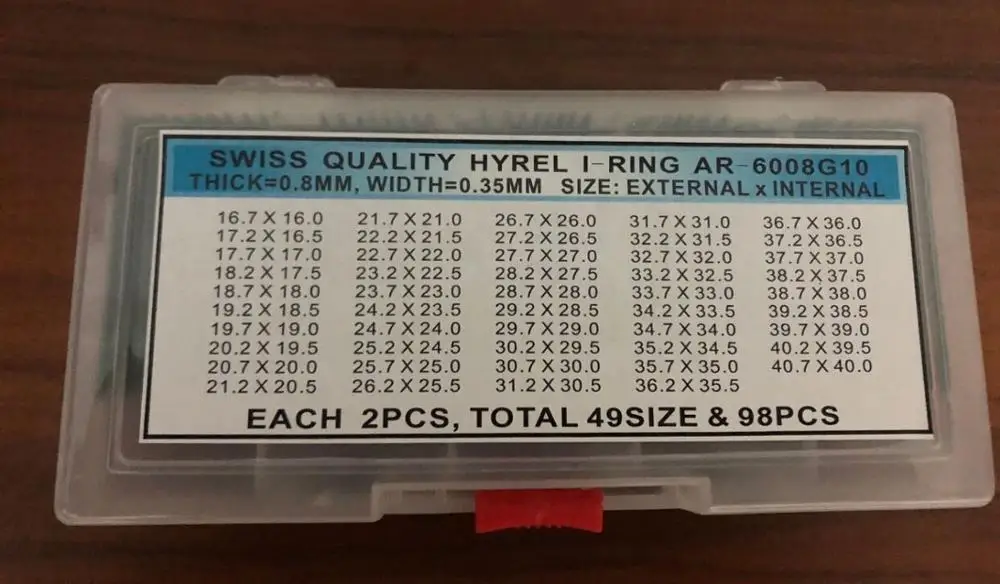 SWISS QUALITY HYREL I-RING AR-6008G10
THICK=0.8MM, WIDTH=0.35MM SIZE: EXTERNAL x INTERNAL
16.7 X 16.0 21.7 X 21.0 26.7 X 26.0 31.7 X 31.0 36.7 X 36.0
17.2 X 16.5 22.2 X 21.5 27.2 X 26.5 32.2 X 31.5 37.2 X 36.5
17.7 X 17.0 22.7 X 22.0 27.7 X 27.0 32.7 X 32.0 37.7 X 37.0
18.2 X 17.5 23.2 X 22.5 28.2 X 27.5 33.2 X 32.5 38.2 X 37.5
18.7 X 18.0 23.7 X 23.0 28.7 X 28.0 33.7 X 33.0 38.7 X 38.0
19.2 X 18.5 24.2 X 23.5 29.2 X 28.5 34.2 X 33.5 39.2 X 38.5
19.7 X 19.0 24.7 X 24.0 29.7 X 29.0 34.7 X 34.0 39.7 X 39.0
20.2 X 19.5 25.2 X 24.5 30.2 X 29.5 35.2 X 34.5 40.2 X 39.5
20.7 X 20.0 25.7 X 25.0 30.7 X 30.0 35.7 X 35.0 40.7 X 40.0
21.2 X 20.5 26.2 X 25.5 31.2 X 30.5 36.2 X 35.5
EACH 2PCS, TOTAL 49SIZE & 98PCS